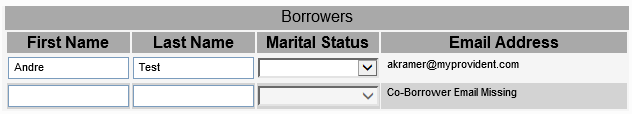 Borrowers
First Name Last Name Marital Status Email Address
Andre Test akramer@myprovident.com
Co-Borrower Email Missing